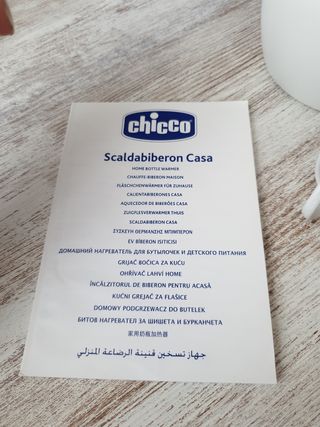 chicco
Scaldabiberon Casa
HOME BOTTLE WARMER
CHAUFFE-BIBERON MAISON
FLÄSCHCHENWÄRMER FÜR ZUHAUSE
CALIENTABIBERONES CASA
AQUECEDOR DE BIBERÕES CASA
ZUIGFLESVERWARMER THUIS
SCALDABIBERON CASA
ΣΥΣΚΕΥΗ ΘΕΡΜΑΝΣΗΣ ΜΠΙΜΠΕΡΟΝ
EV BİBERON ISITICISI
ДОМАШНИЙ НАГРЕВАТЕЛЬ ДЛЯ БУТЫЛОЧЕК И ДЕТСКОГО ПИТАНИЯ
GRIJAČ BOČICA ZA KUĆU
OHŘÍVAČ LAHVÍ HOME
ÎNCĂLZITORUL DE BIBERON PENTRU ACASĂ
KUĆNI GREJAČ ZA FLAŠICE
DOMOWY PODGRZEWACZ DO BUTELEK
БИТОВ НАГРЕВАТЕЛ ЗА ШИШЕТА И БУРКАНЧЕТА
家用奶瓶加热器
جهاز تسخين قنينة الرضاعة المنزلي